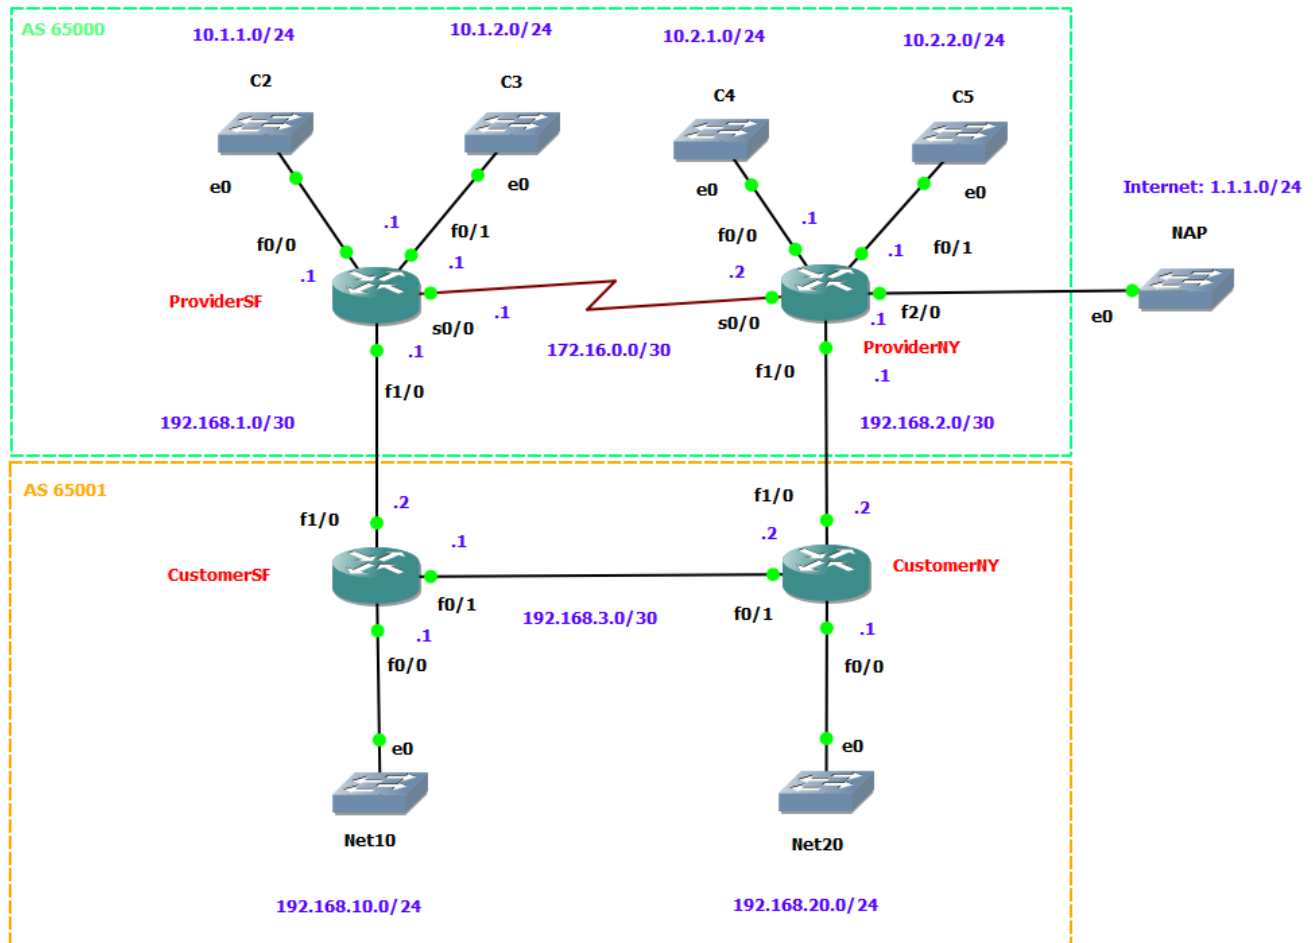 AS 65000
10.1.1.0/24
10.1.2.0/24
10.2.1.0/24
10.2.2.0/24
C2
C3
C4
C5
e0
e0
e0
e0
Internet: 1.1.1.0/24
NAP
f0/0
.1
f0/1
f0/0
.1
f0/1
.1
.1
.1
.2
ProviderSF
s0/0
.1
s0/0
.1
f2/0
e0
.1
172.16.0.0/30
ProviderNY
f1/0
f1/0
.1
192.168.1.0/30
192.168.2.0/30
AS 65001
f1/0
.2
f1/0
.2
.1
.2
CustomerSF
CustomerNY
f0/1
192.168.3.0/30
f0/1
.1
.1
f0/0
f0/0
e0
e0
Net10
Net20
192.168.10.0/24
192.168.20.0/24